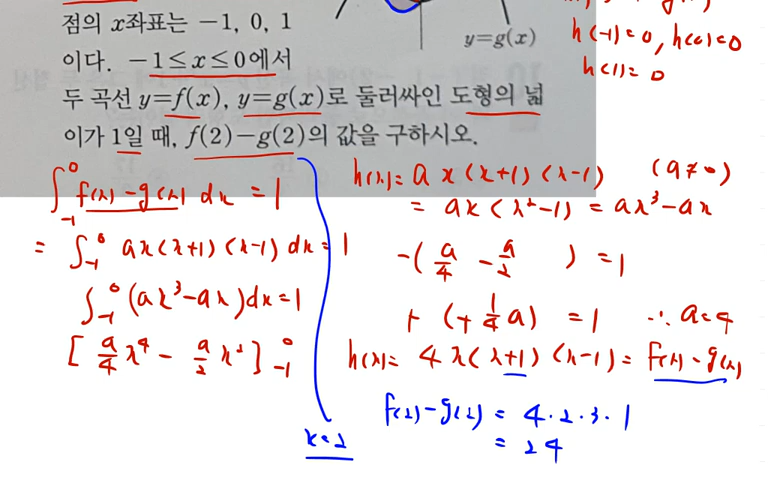 점의 x좌표는 −1, 0, 1
y=g(x)
이다. −1≤x≤0에서
두 곡선 y=f(x), y=g(x)로 둘러싸인 도형의 넓
이가 1일 때, f(2)−g(2)의 값을 구하시오.
h(-1)=0, h(0)=0
h(1)=0
∫₋₁⁰ f(x)-g(x) dx = 1
= ∫₋₁⁰ ax(x+1)(x-1)dx = 1
∫₋₁⁰ (ax³-ax)dx=1
[a/4 x⁴ - a/2 x²]₋₁⁰
x=2
h(x)= a x(x+1)(x-1) (a≠0)
= ax(x²-1) = ax³-ax
-(a/4 - a/2 ) = 1
+ (+1/4 a) = 1 ∴ a=4
h(x)= 4x(x+1)(x-1) = f(x)-g(x)
f(2)-g(2) = 4·2·3·1
= 24